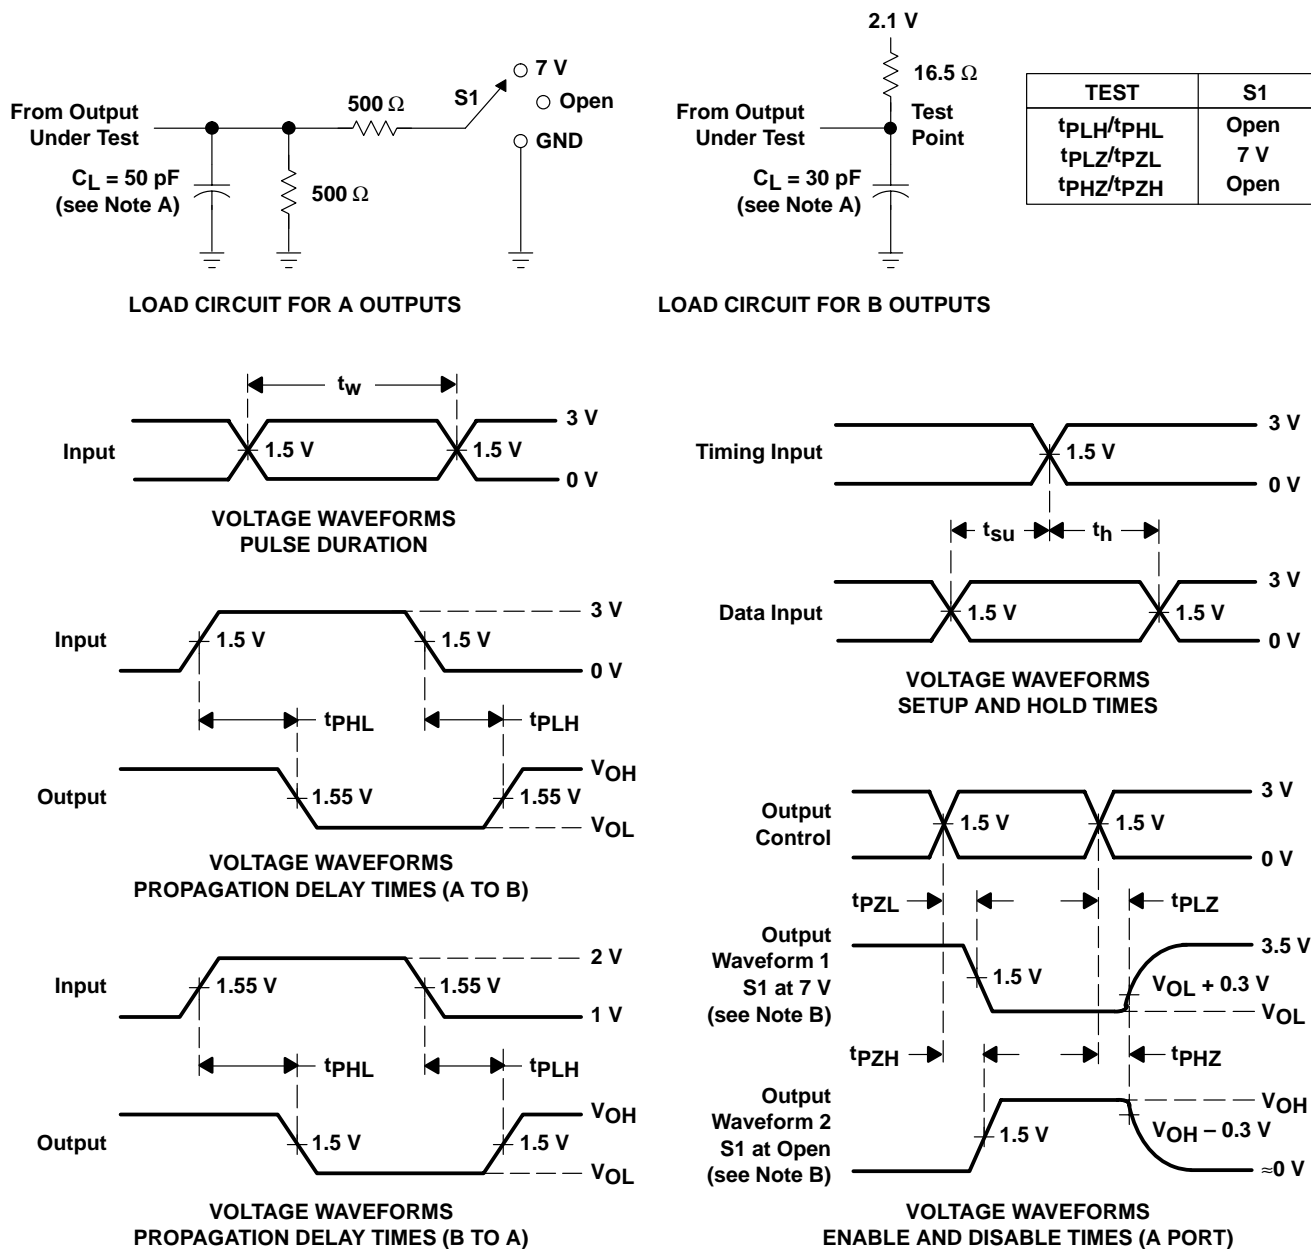 From Output
Under Test
CL = 50 pF
(see Note A)
500 Ω
500 Ω
S1
7 V
Open
GND
LOAD CIRCUIT FOR A OUTPUTS
2.1 V
16.5 Ω
From Output
Under Test
Test
Point
CL = 30 pF
(see Note A)
LOAD CIRCUIT FOR B OUTPUTS
TEST S1
tPLH/tPHL Open
tPLZ/tPZL 7 V
tPHZ/tPZH Open
tw
Input
1.5 V
1.5 V
3 V
0 V
VOLTAGE WAVEFORMS
PULSE DURATION
Timing Input
1.5 V
3 V
0 V
tsu
th
Data Input
1.5 V
1.5 V
3 V
0 V
VOLTAGE WAVEFORMS
SETUP AND HOLD TIMES
Input
1.5 V
1.5 V
3 V
0 V
tPHL
tPLH
Output
1.55 V
1.55 V
VOH
VOL
VOLTAGE WAVEFORMS
PROPAGATION DELAY TIMES (A TO B)
Input
1.55 V
1.55 V
2 V
1 V
tPHL
tPLH
Output
1.5 V
1.5 V
VOH
VOL
VOLTAGE WAVEFORMS
PROPAGATION DELAY TIMES (B TO A)
Output
Control
1.5 V
1.5 V
3 V
0 V
tPZL
tPLZ
Output
Waveform 1
S1 at 7 V
(see Note B)
1.5 V
3.5 V
VOL + 0.3 V
VOL
tPZH
tPHZ
Output
Waveform 2
S1 at Open
(see Note B)
1.5 V
VOH
VOH – 0.3 V
≈0 V
VOLTAGE WAVEFORMS
ENABLE AND DISABLE TIMES (A PORT)